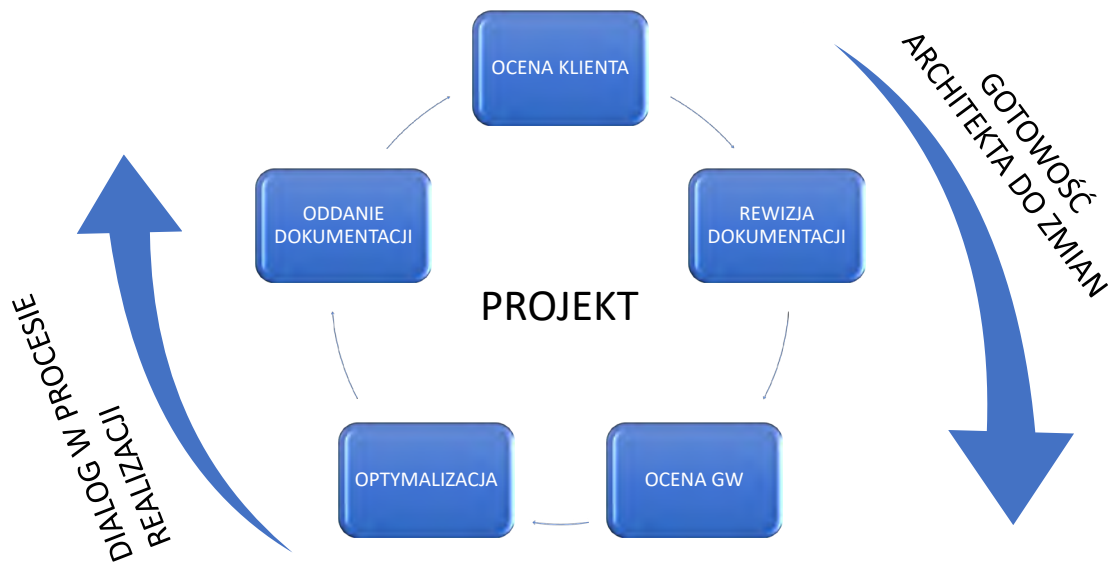 OCENA KLIENTA
GOTOWOŚĆ
ARCHITEKTA DO ZMIAN
REWIZJA
DOKUMENTACJI
OCENA GW
OPTYMALIZACJA
ODDANIE
DOKUMENTACJI
PROJEKT
DIALOG W PROCESIE
REALIZACJI